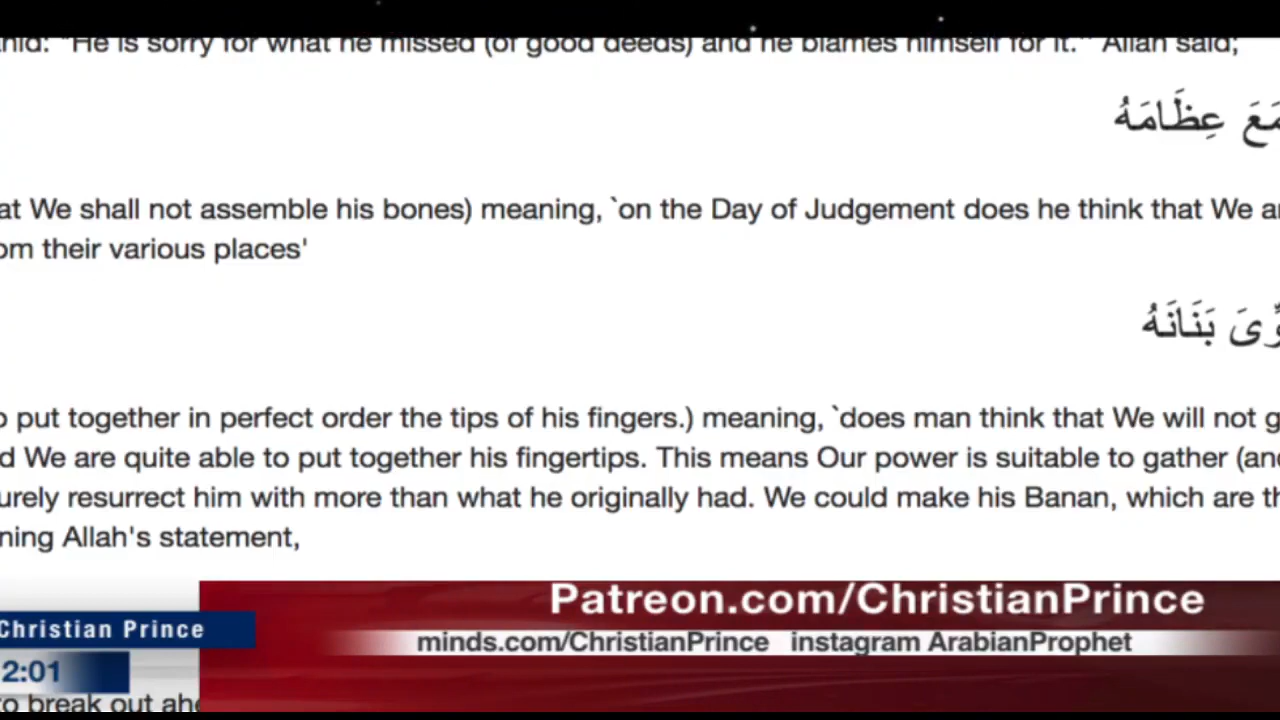 "He is sorry for what he missed (of good deeds) and he blames himself for it.'' Allah said;
عِظَامَهُ
at We shall not assemble his bones) meaning, `on the Day of Judgement does he think that We
om their various places'
بَنَانَهُ
put together in perfect order the tips of his fingers.) meaning, `does man think that We will not
We are quite able to put together his fingertips. This means Our power is suitable to gather
urely resurrect him with more than what he originally had. We could make his Banan, which are
ning Allah's statement,
Patreon.com/ChristianPrince
Christian Prince
minds.com/ChristianPrince instagram ArabianProphet
2:01
to break out